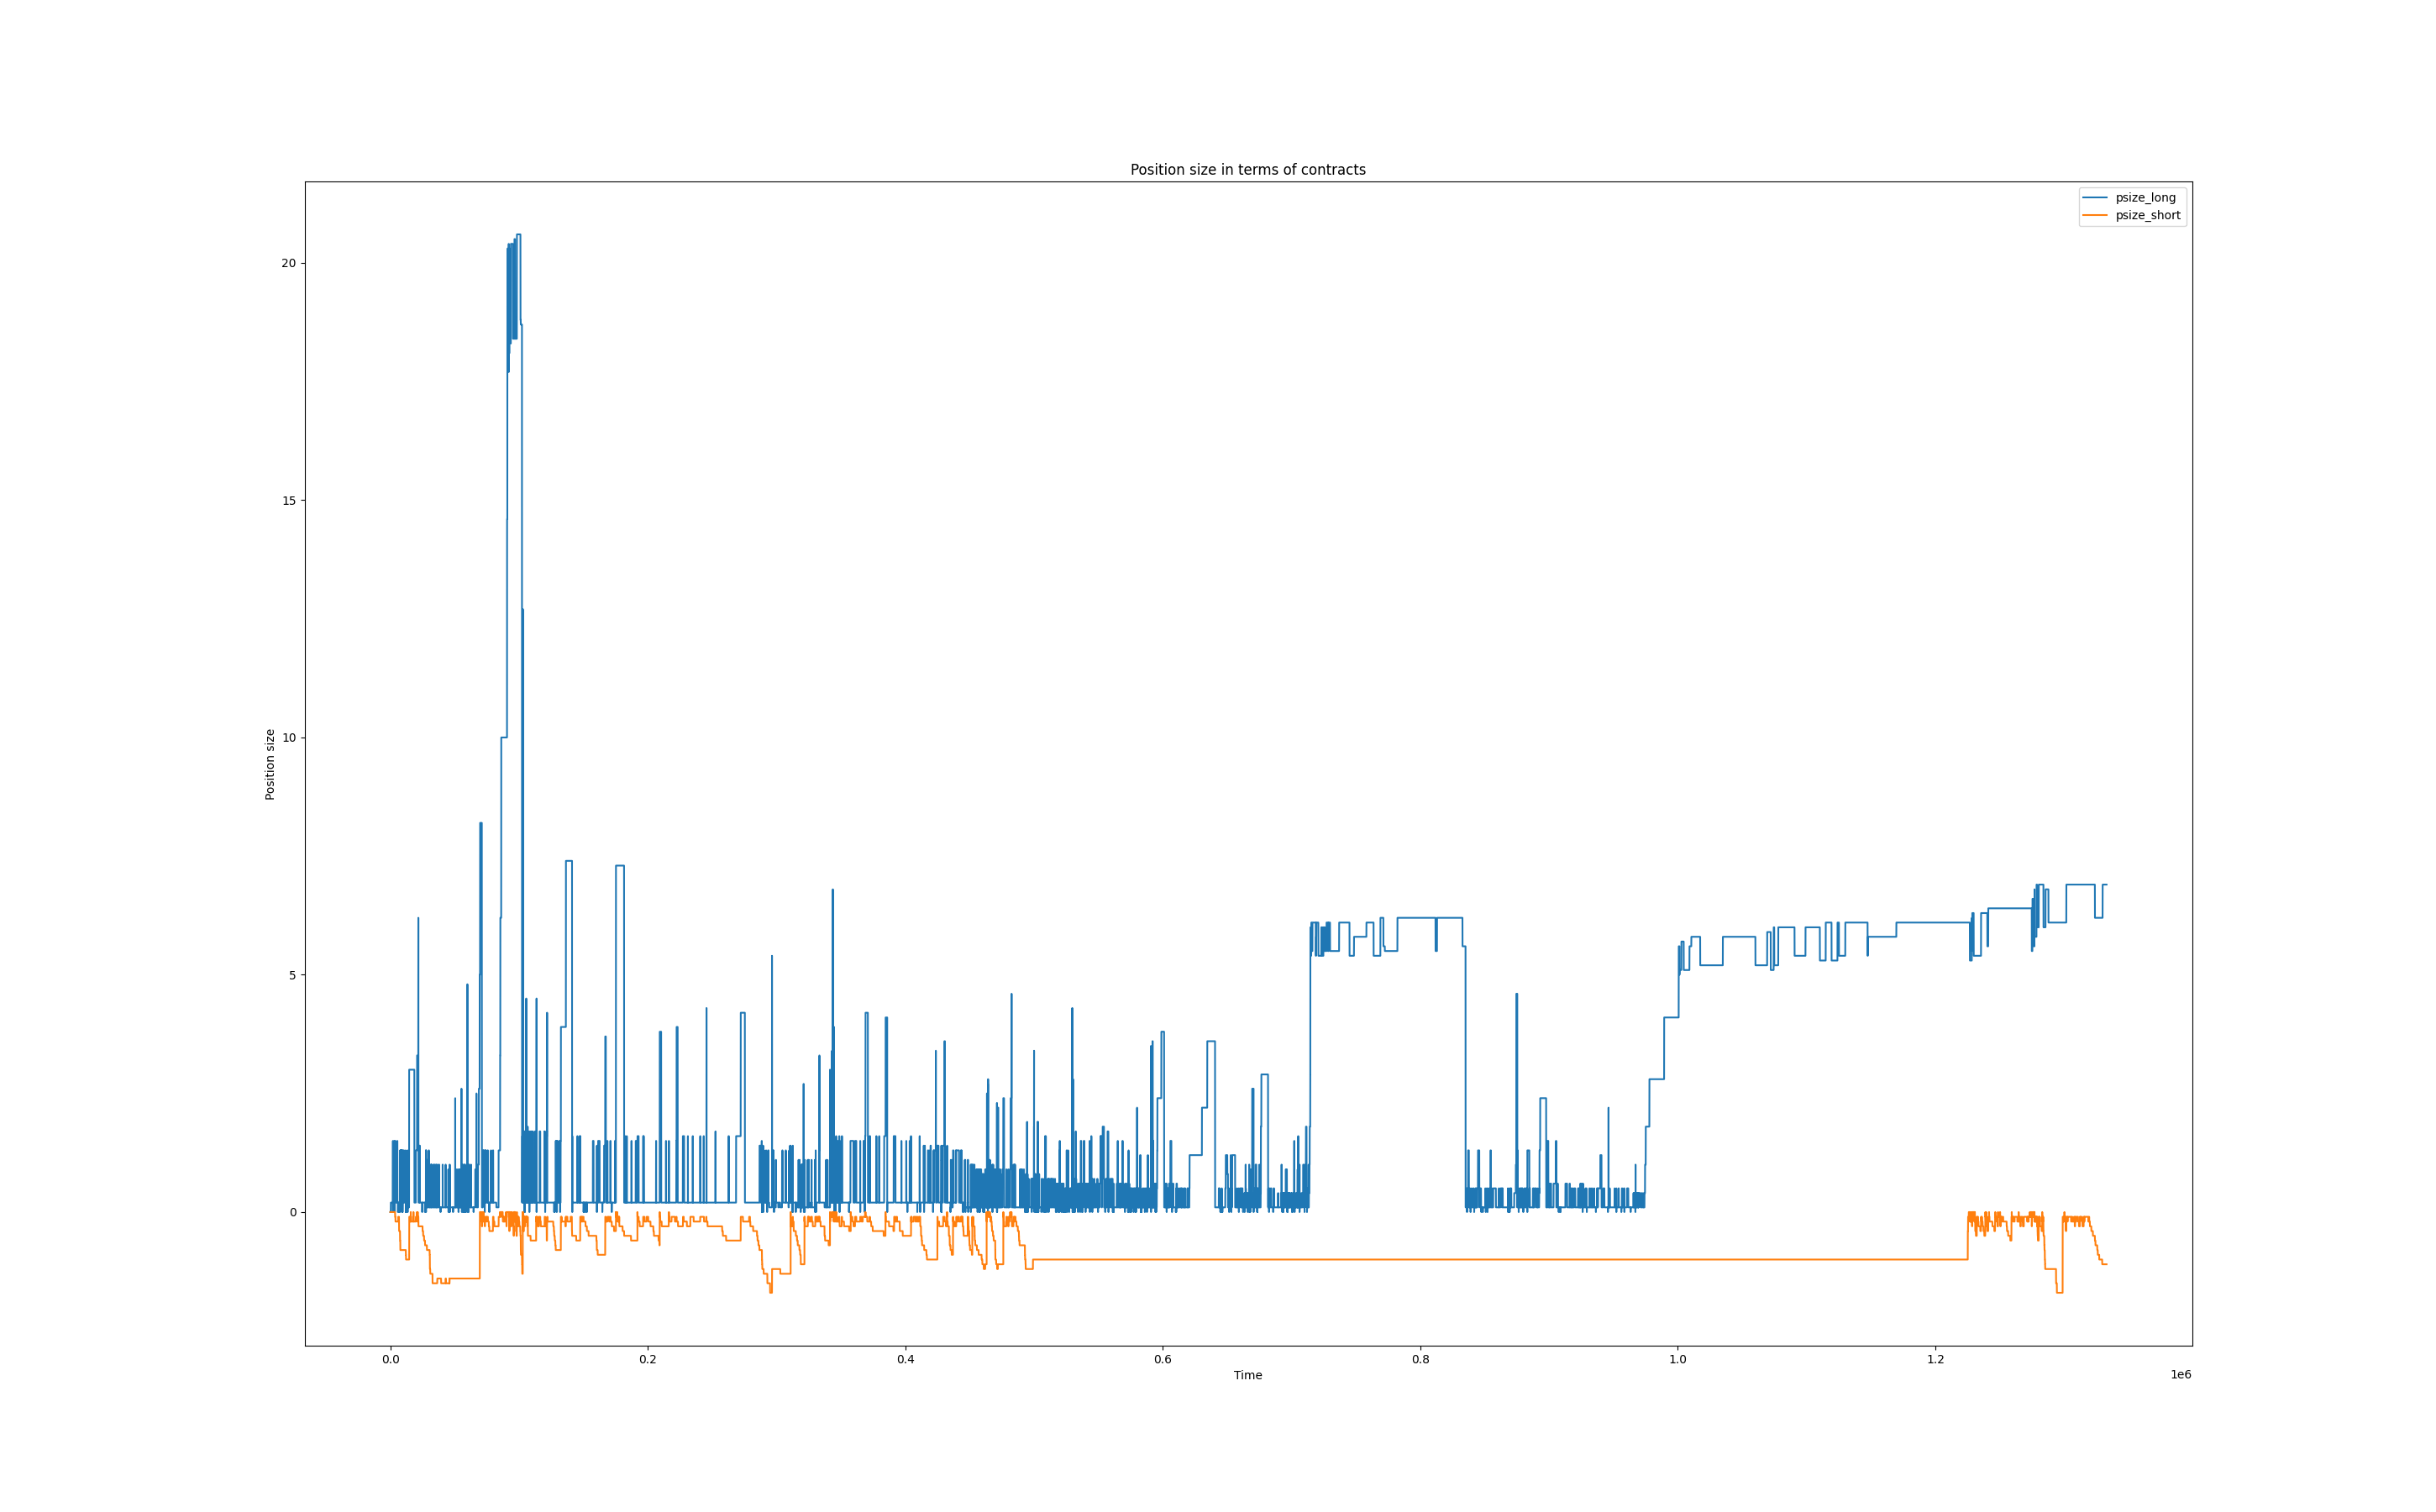 Position size in terms of contracts
psize_long
psize_short
20
15
10
5
0
Position size
0.0 0.2 0.4 0.6 0.8 1.0 1.2
Time
1e6